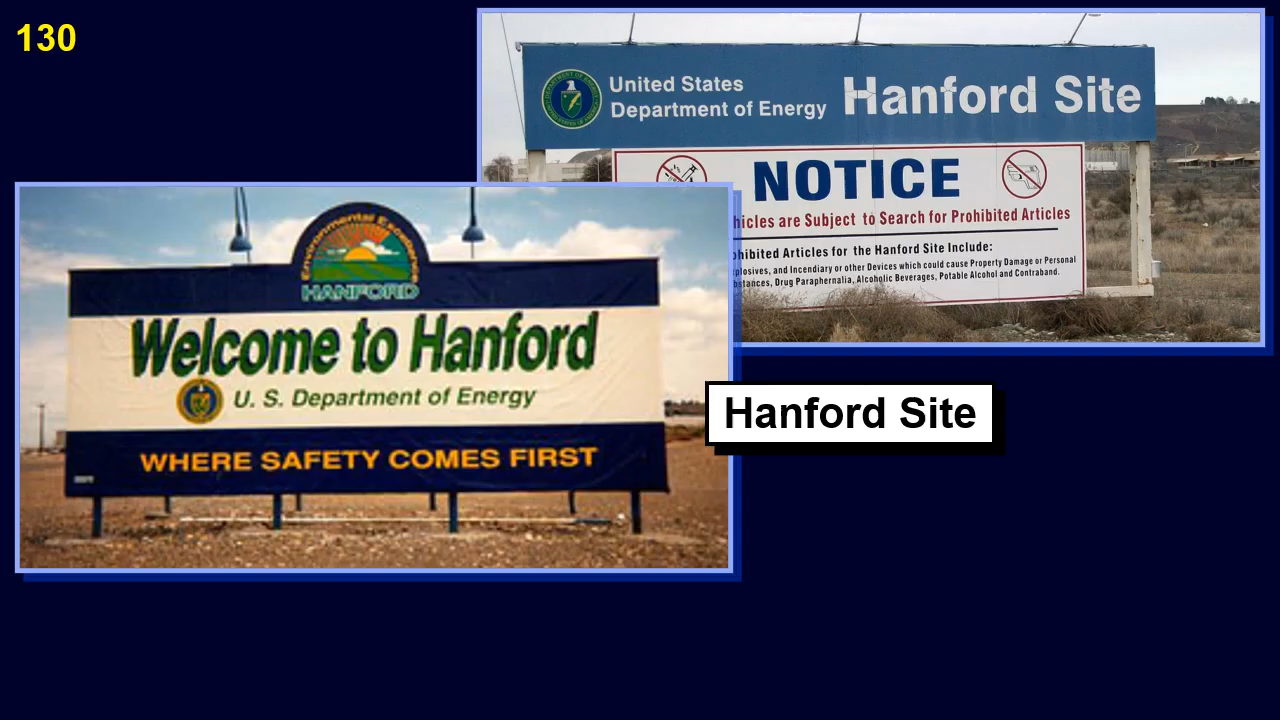 130
United States
Department of Energy
Hanford Site
NOTICE
hicles are Subject to Search for Prohibited Articles
ohibited Articles for the Hanford Site Include:
plosives, and Incendiary or other Devices which could cause Property Damage or Personal
bstances, Drug Paraphernalia, Alcoholic Beverages, Potable Alcohol and Contraband.
Environmental Excellence
HANFORD
Welcome to Hanford
U. S. Department of Energy
WHERE SAFETY COMES FIRST
Hanford Site